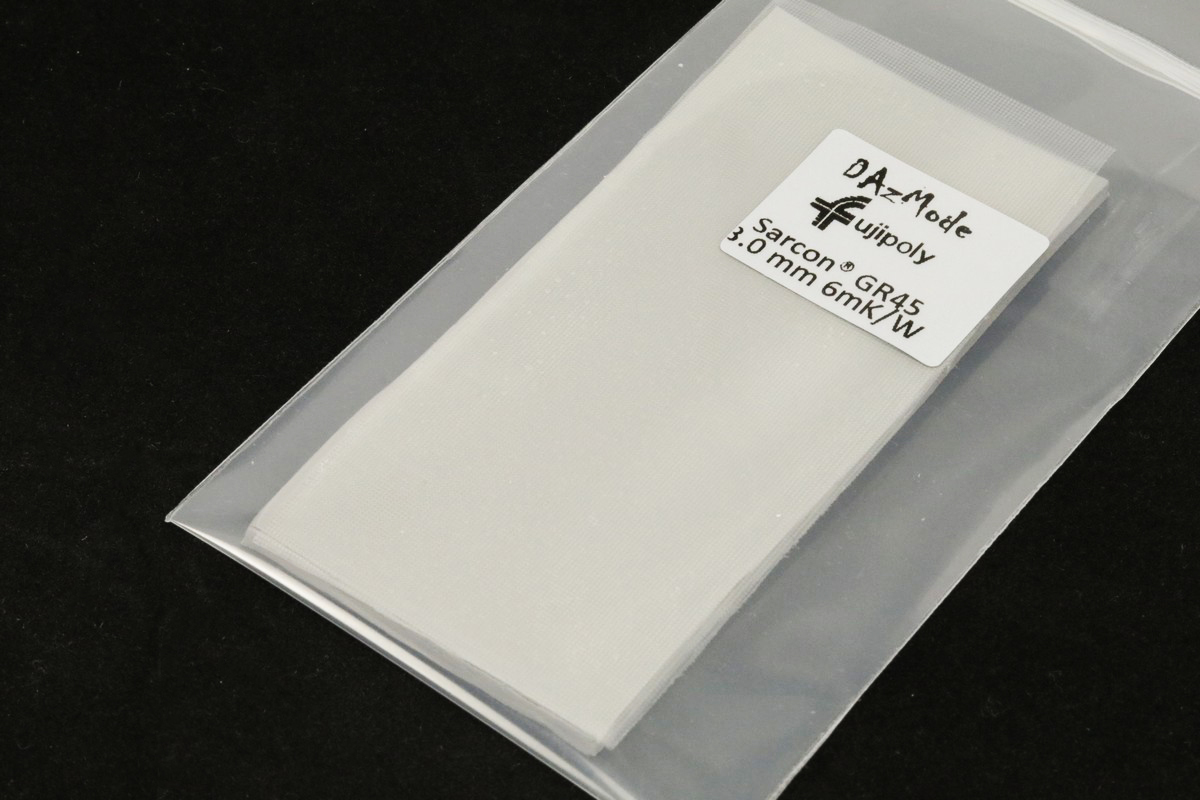 DAzMode
Fujipoly
Sarcon® GR45
3.0 mm 6mK/W